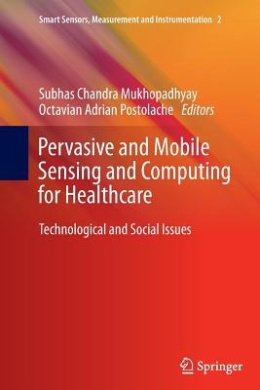 Smart Sensors, Measurement and Instrumentation 2
Subhas Chandra Mukhopadhyay
Octavian Adrian Postolache Editors
Pervasive and Mobile
Sensing and Computing
for Healthcare
Technological and Social Issues
Springer